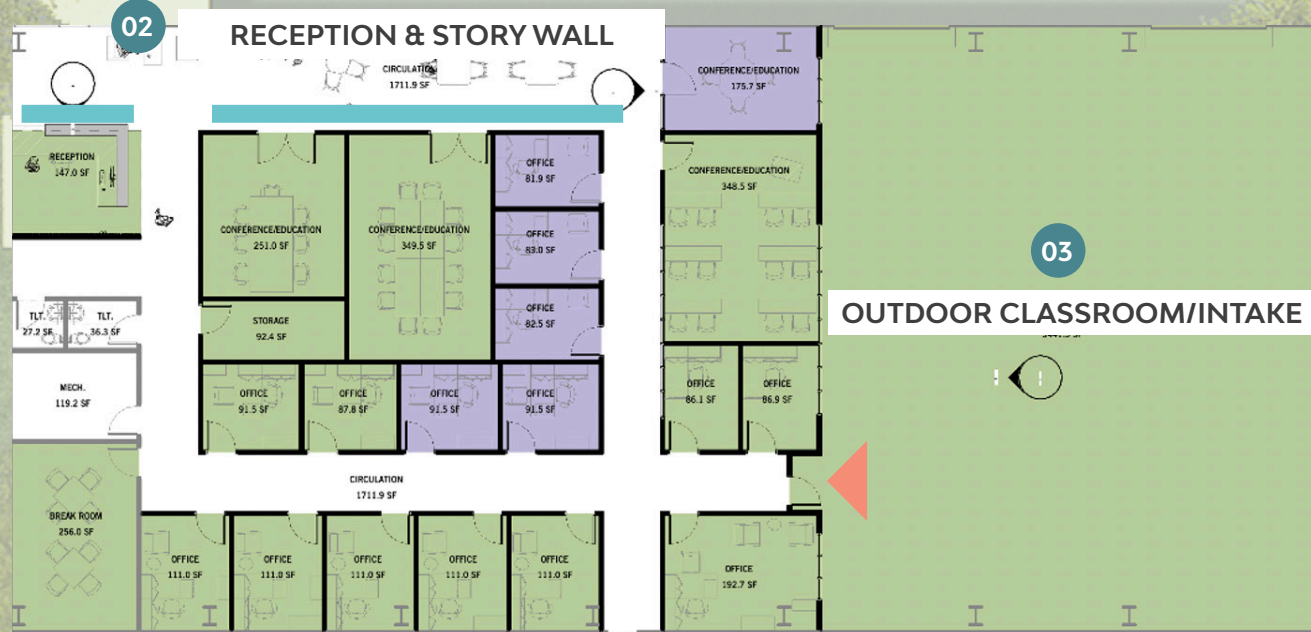 02
RECEPTION & STORY WALL
CIRCULATION
1711.9 SF
CONFERENCE/EDUCATION
175.7 SF
RECEPTION
147.0 SF
OFFICE
81.9 SF
CONFERENCE/EDUCATION
348.5 SF
CONFERENCE/EDUCATION
251.0 SF
CONFERENCE/EDUCATION
349.5 SF
OFFICE
83.0 SF
03
OUTDOOR CLASSROOM/INTAKE
TLT.
27.2 SF
TLT.
36.3 SF
STORAGE
92.4 SF
OFFICE
82.5 SF
MECH.
119.2 SF
OFFICE
91.5 SF
OFFICE
87.8 SF
OFFICE
91.5 SF
OFFICE
91.5 SF
OFFICE
86.1 SF
OFFICE
86.9 SF
CIRCULATION
1711.9 SF
BREAK ROOM
256.0 SF
OFFICE
111.0 SF
OFFICE
111.0 SF
OFFICE
111.0 SF
OFFICE
111.0 SF
OFFICE
111.0 SF
OFFICE
192.7 SF